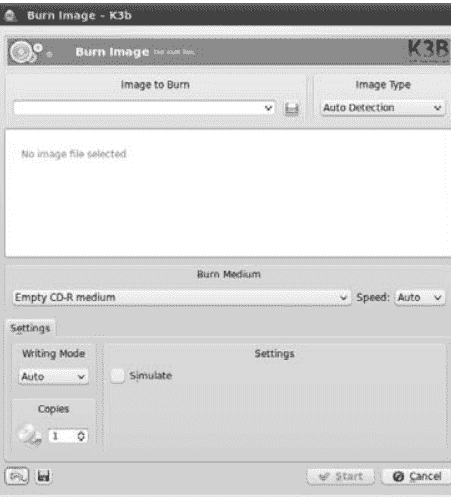 Burn Image – K3b
Burn Image
K3B
Image to Burn
Image Type
Auto Detection
No image file selected
Burn Medium
Empty CD-R medium
Speed: Auto
Settings
Writing Mode
Settings
Auto
Simulate
Copies
1
Start
Cancel